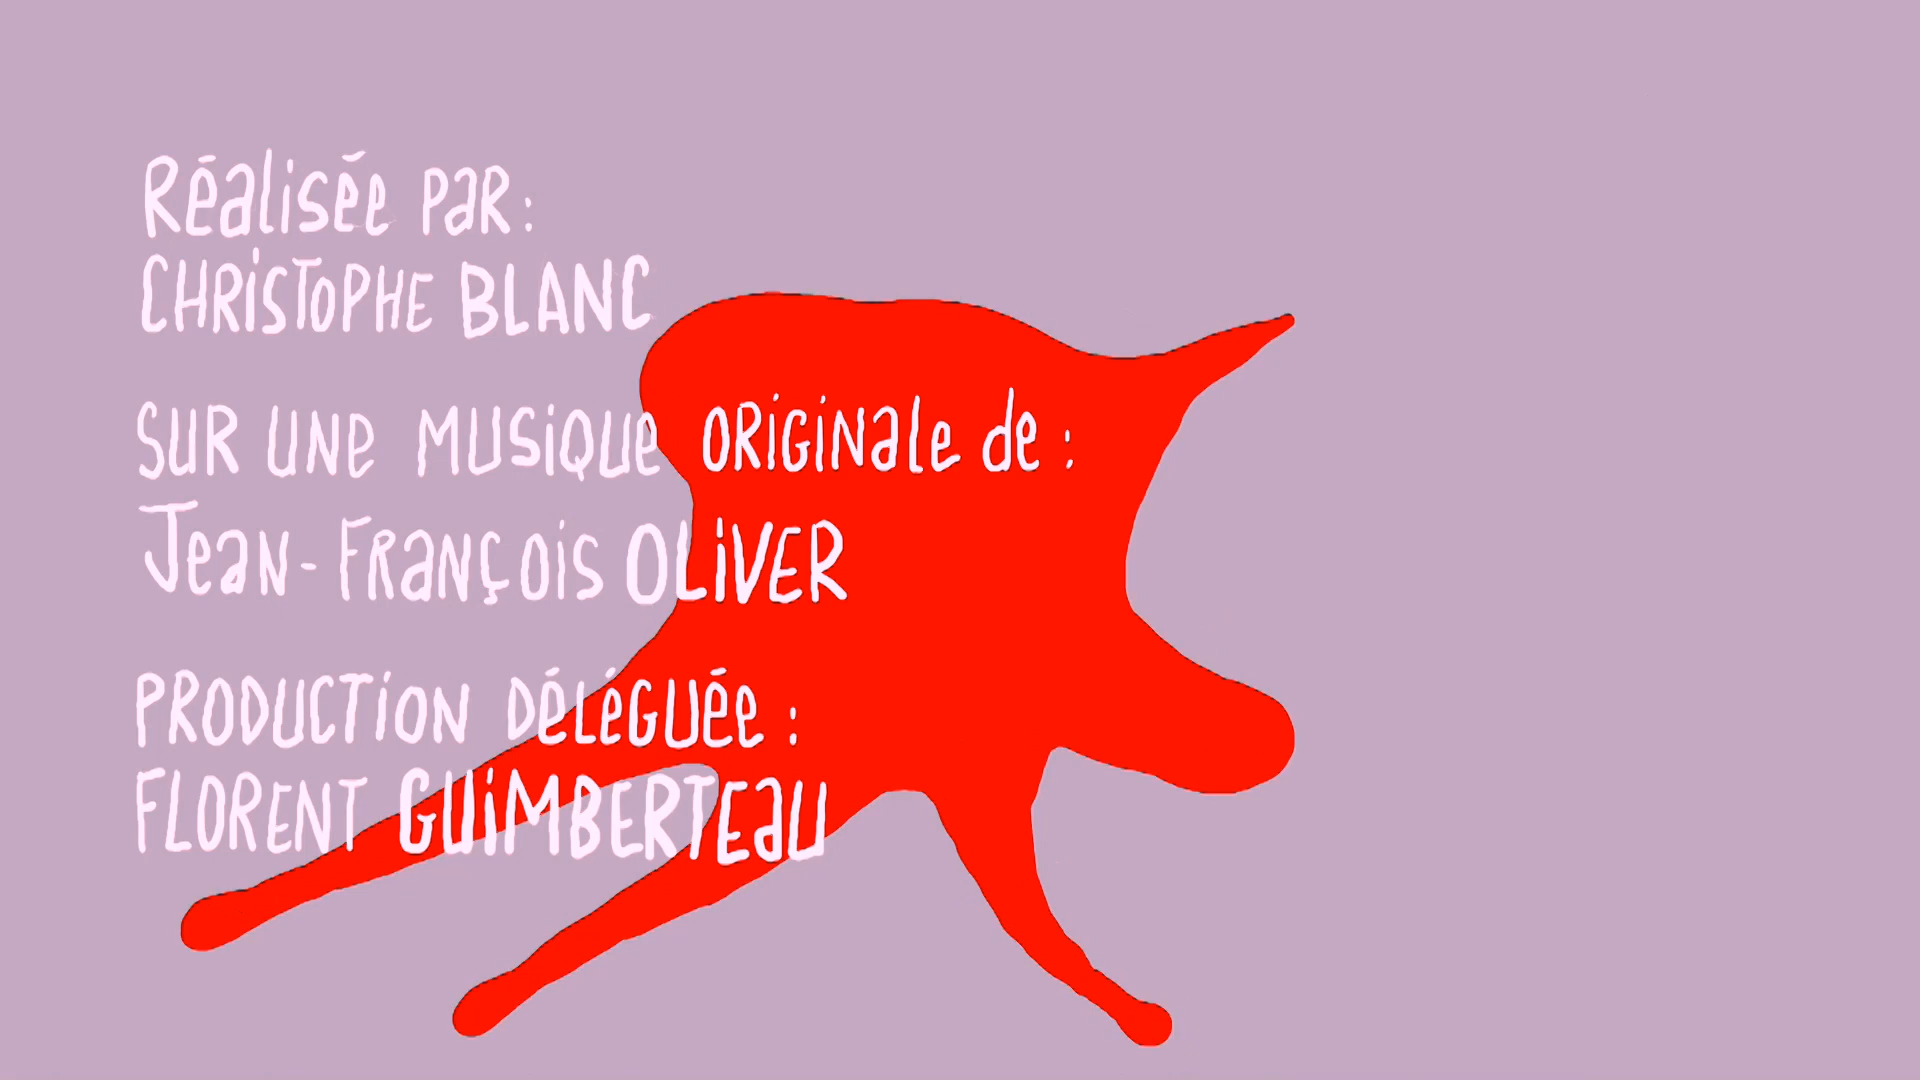 Réalisée par :
CHRISTOPHE BLANC
SUR UNE MUSIQUE ORIGINALE de :
Jean-François OLIVER
PRODUCTION DÉLÉGUÉE :
FLORENT GUIMBERTEAU